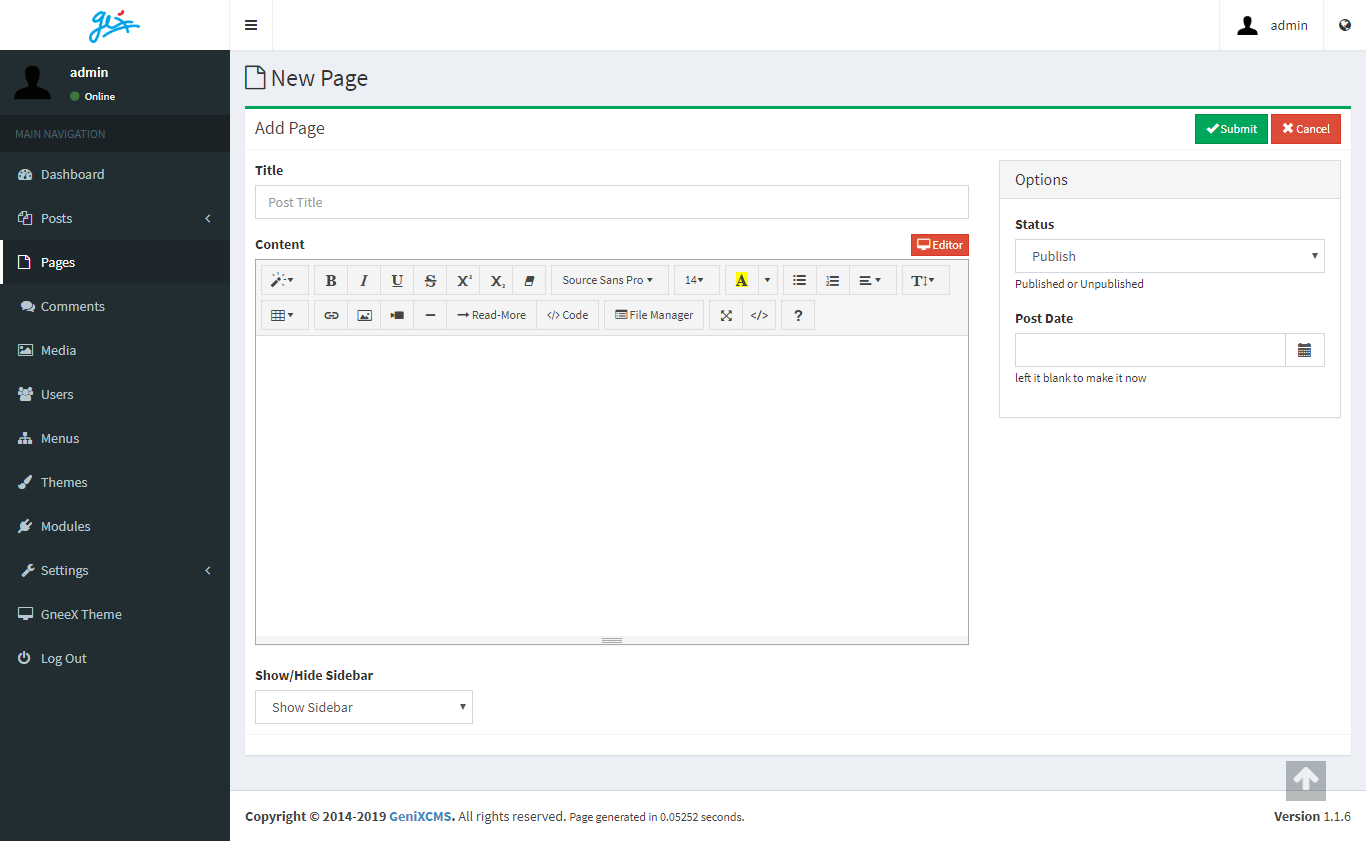 gix
admin
admin
Online
MAIN NAVIGATION
Dashboard
Posts
Pages
Comments
Media
Users
Menus
Themes
Modules
Settings
GneeX Theme
Log Out
New Page
Add Page
Submit
Cancel
Title
Post Title
Content
Editor
B I U S X² X₂ Source Sans Pro 14 A T
Read-More </> Code File Manager </> ?
Show/Hide Sidebar
Show Sidebar
Options
Status
Publish
Published or Unpublished
Post Date
left it blank to make it now
Copyright © 2014-2019 GeniXCMS. All rights reserved. Page generated in 0.05252 seconds.
Version 1.1.6